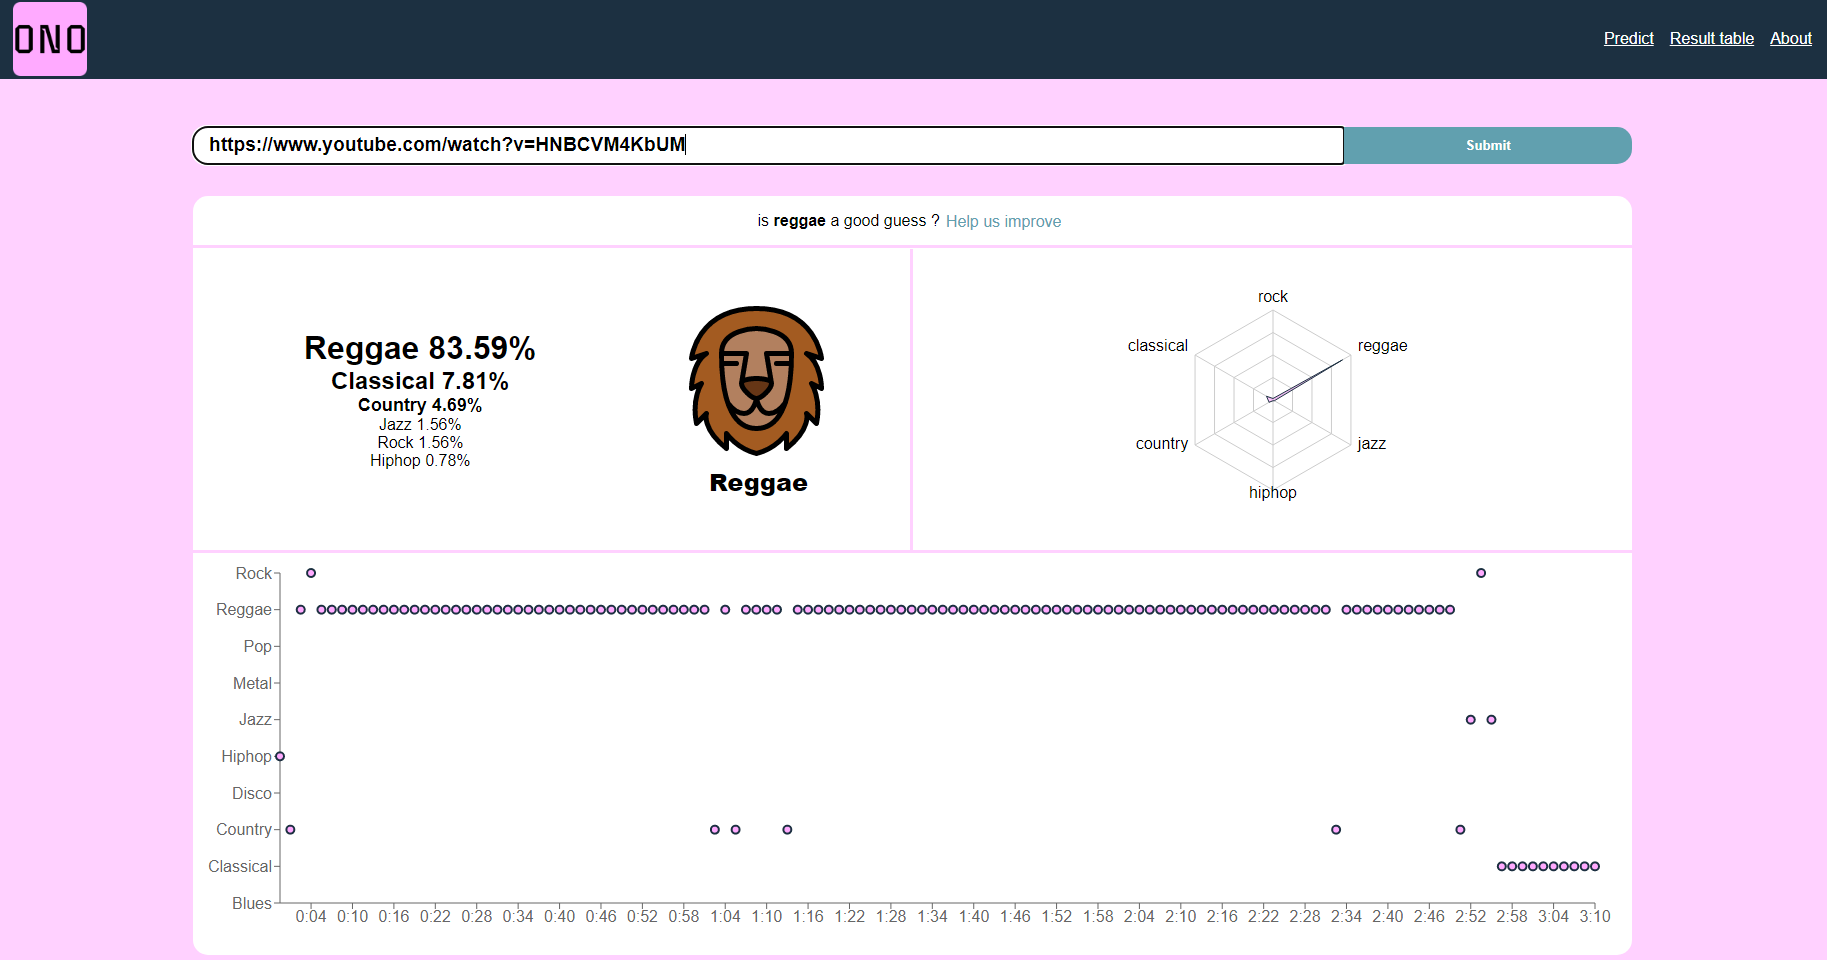 ONO
Predict Result table About
https://www.youtube.com/watch?v=HNBCVM4KbUM
Submit
is reggae a good guess ? Help us improve
Reggae 83.59%
Classical 7.81%
Country 4.69%
Jazz 1.56%
Rock 1.56%
Hiphop 0.78%
Reggae
rock
classical
reggae
country
jazz
hiphop
Rock
Reggae
Pop
Metal
Jazz
Hiphop
Disco
Country
Classical
Blues
0:04 0:10 0:16 0:22 0:28 0:34 0:40 0:46 0:52 0:58 1:04 1:10 1:16 1:22 1:28 1:34 1:40 1:46 1:52 1:58 2:04 2:10 2:16 2:22 2:28 2:34 2:40 2:46 2:52 2:58 3:04 3:10